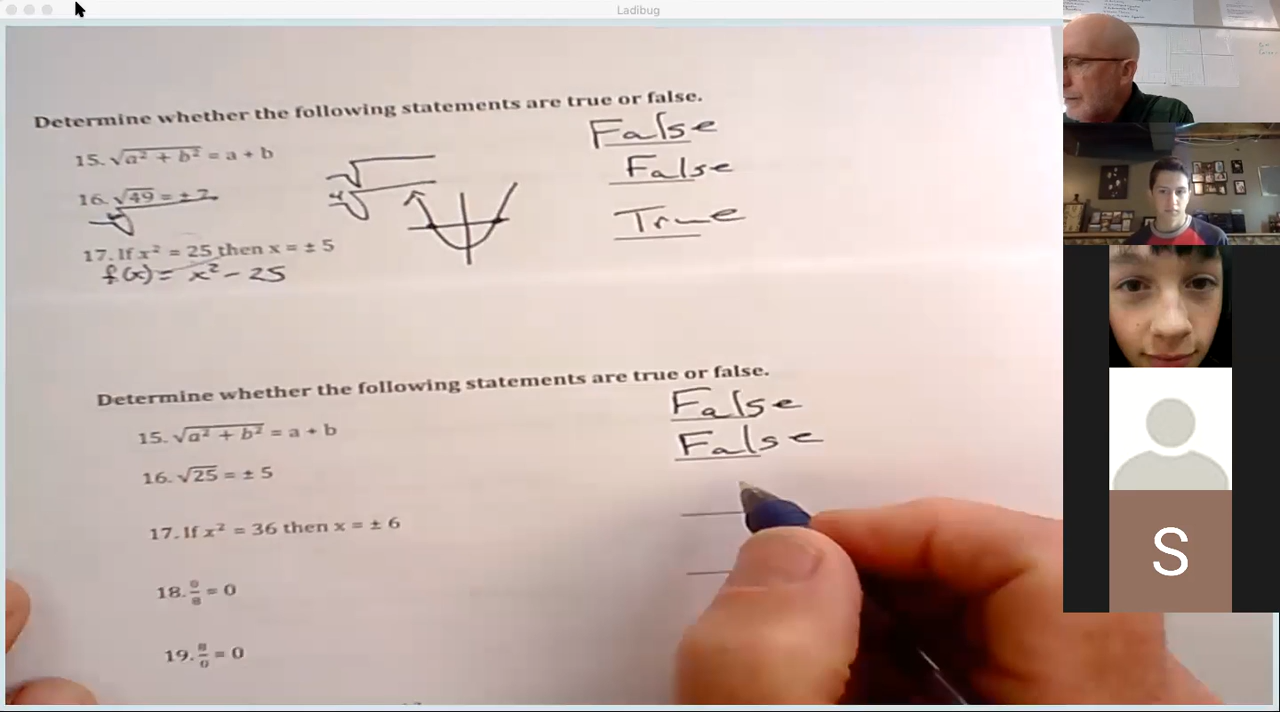 Ladibug
Determine whether the following statements are true or false.
15. √a² + b² = a + b
False
16. √49 = ± 7
False
17. If x² = 25 then x = ± 5
True
f(x) = x² - 25
4√
Determine whether the following statements are true or false.
15. √a² + b² = a + b
False
16. √25 = ± 5
False
17. If x² = 36 then x = ± 6
18. 0/8 = 0
19. 8/0 = 0
S